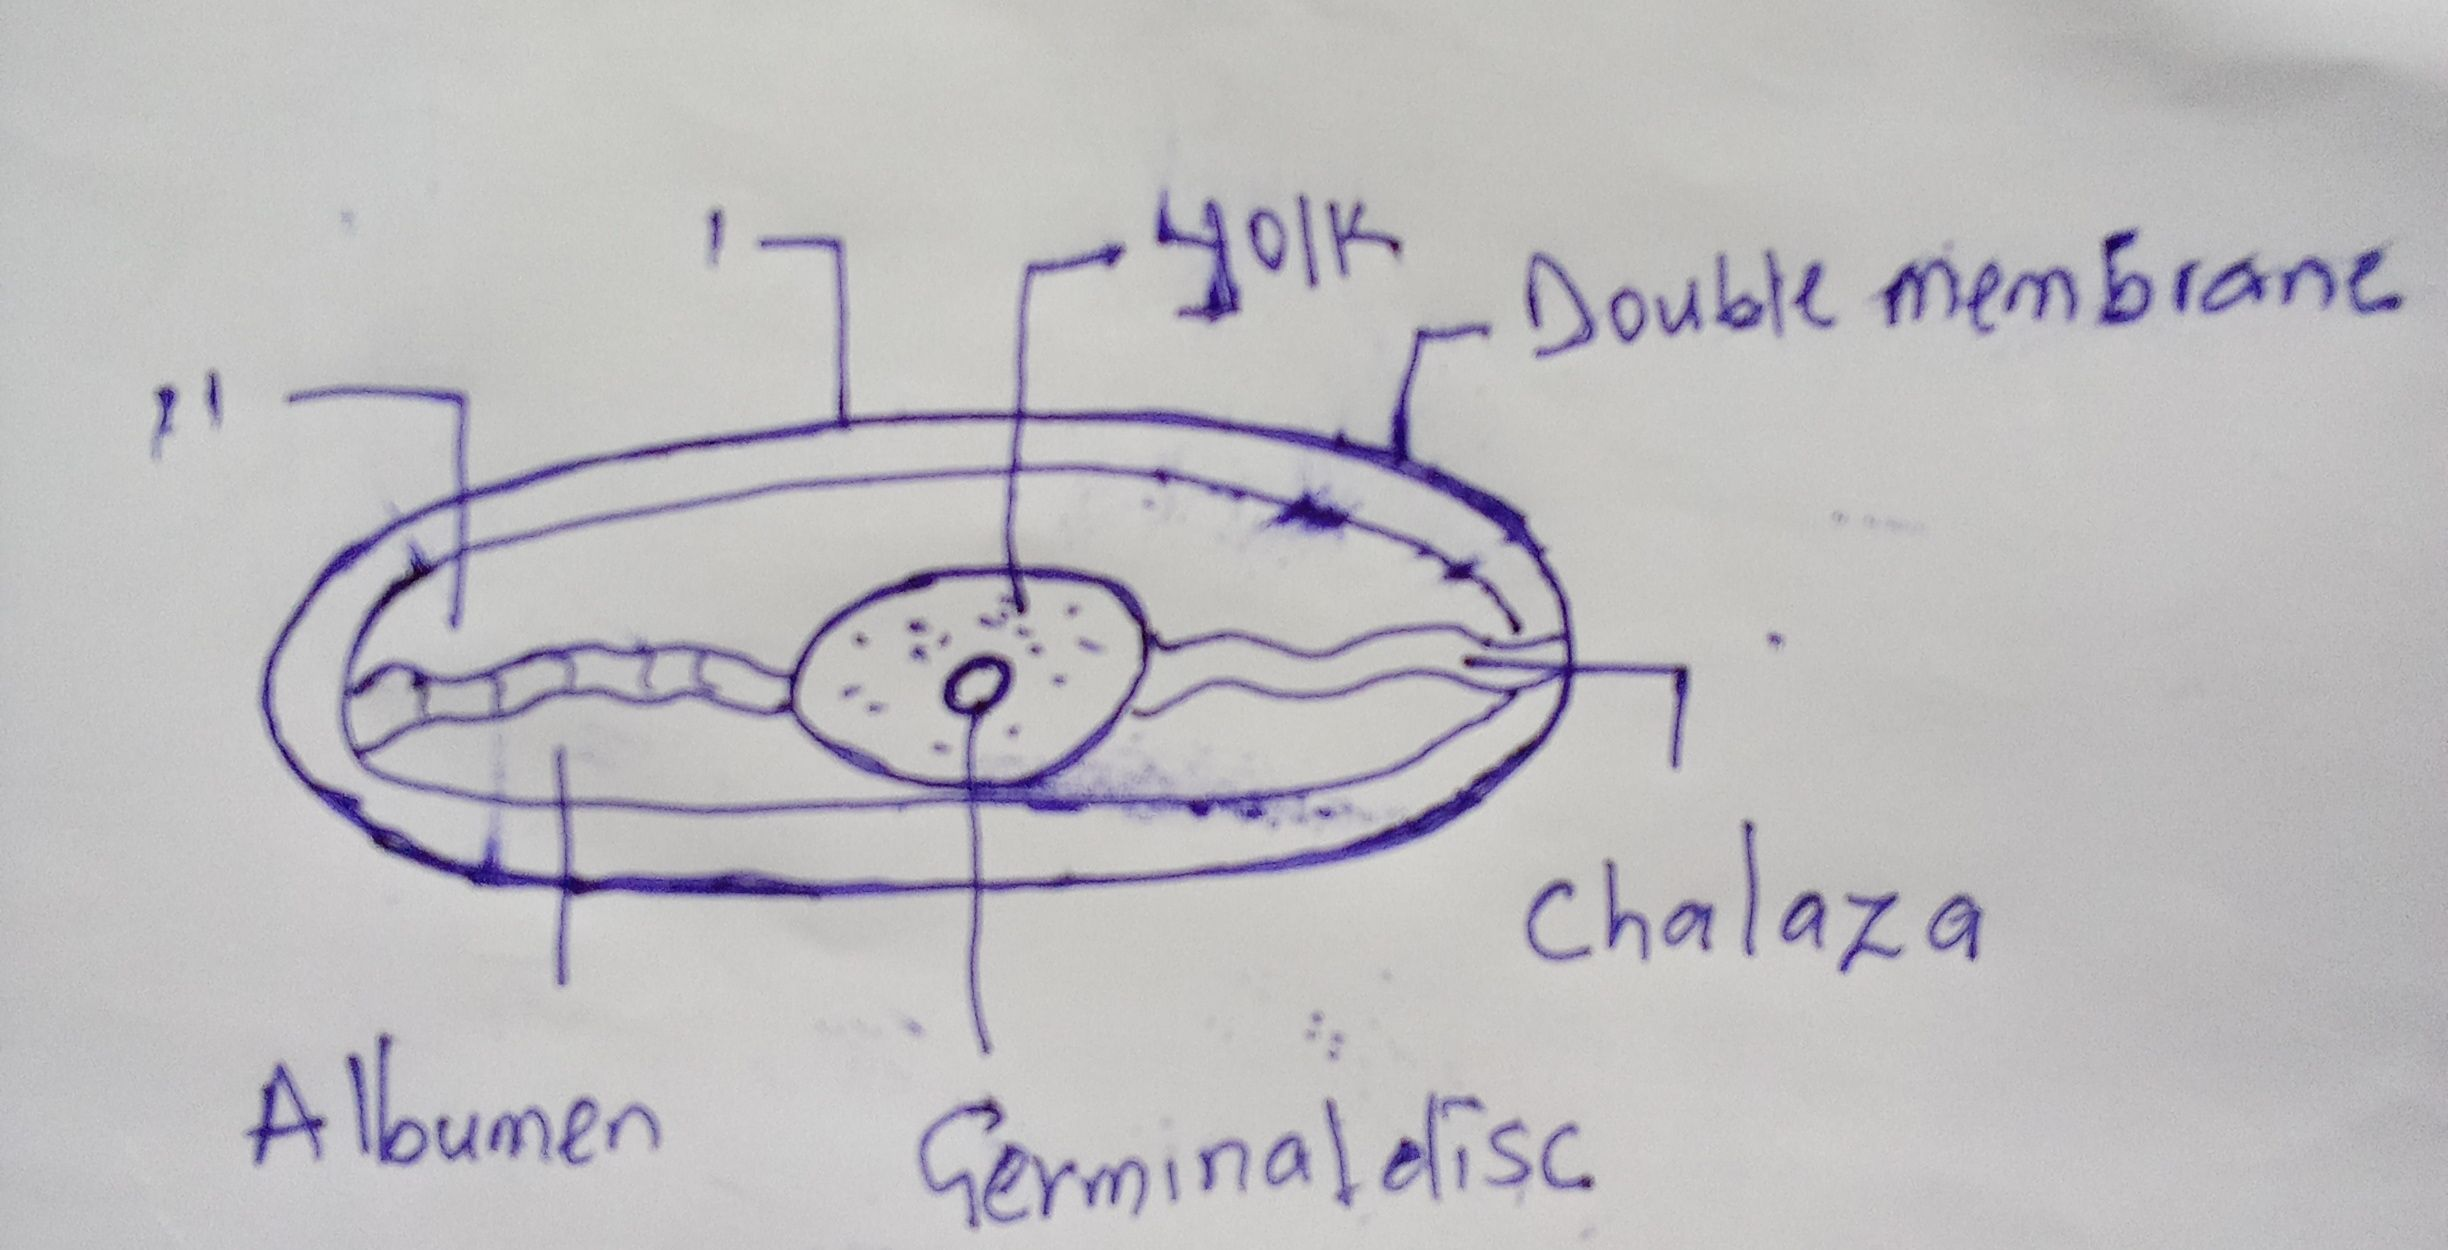 I
Yolk
Double membrane
II
Chalaza
Albumen
Germinal disc